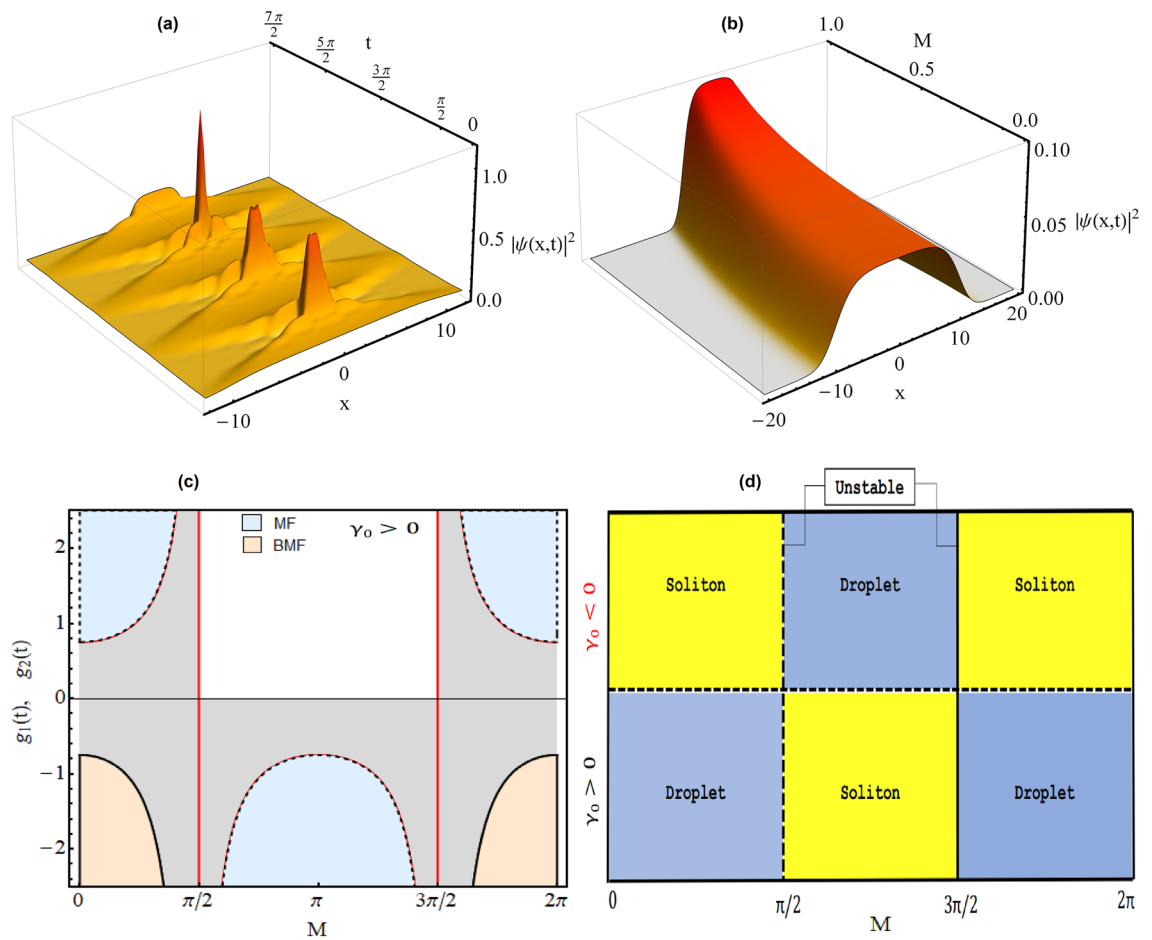 (a)
7π/2
5π/2
3π/2
π/2
0
t
1.0
0.5
0.0
|ψ(x,t)|²
−10
0
10
x
(b)
1.0
0.5
0.0
M
0.10
0.05
0.00
|ψ(x,t)|²
−20
−10
0
10
20
x
(c)
MF
BMF
γ₀ > 0
2
1
0
−1
−2
g₁(t), g₂(t)
0 π/2 π 3π/2 2π
M
(d)
Unstable
Soliton Droplet Soliton
Droplet Soliton Droplet
γ₀ < 0
γ₀ > 0
0 π/2 3π/2 2π
M